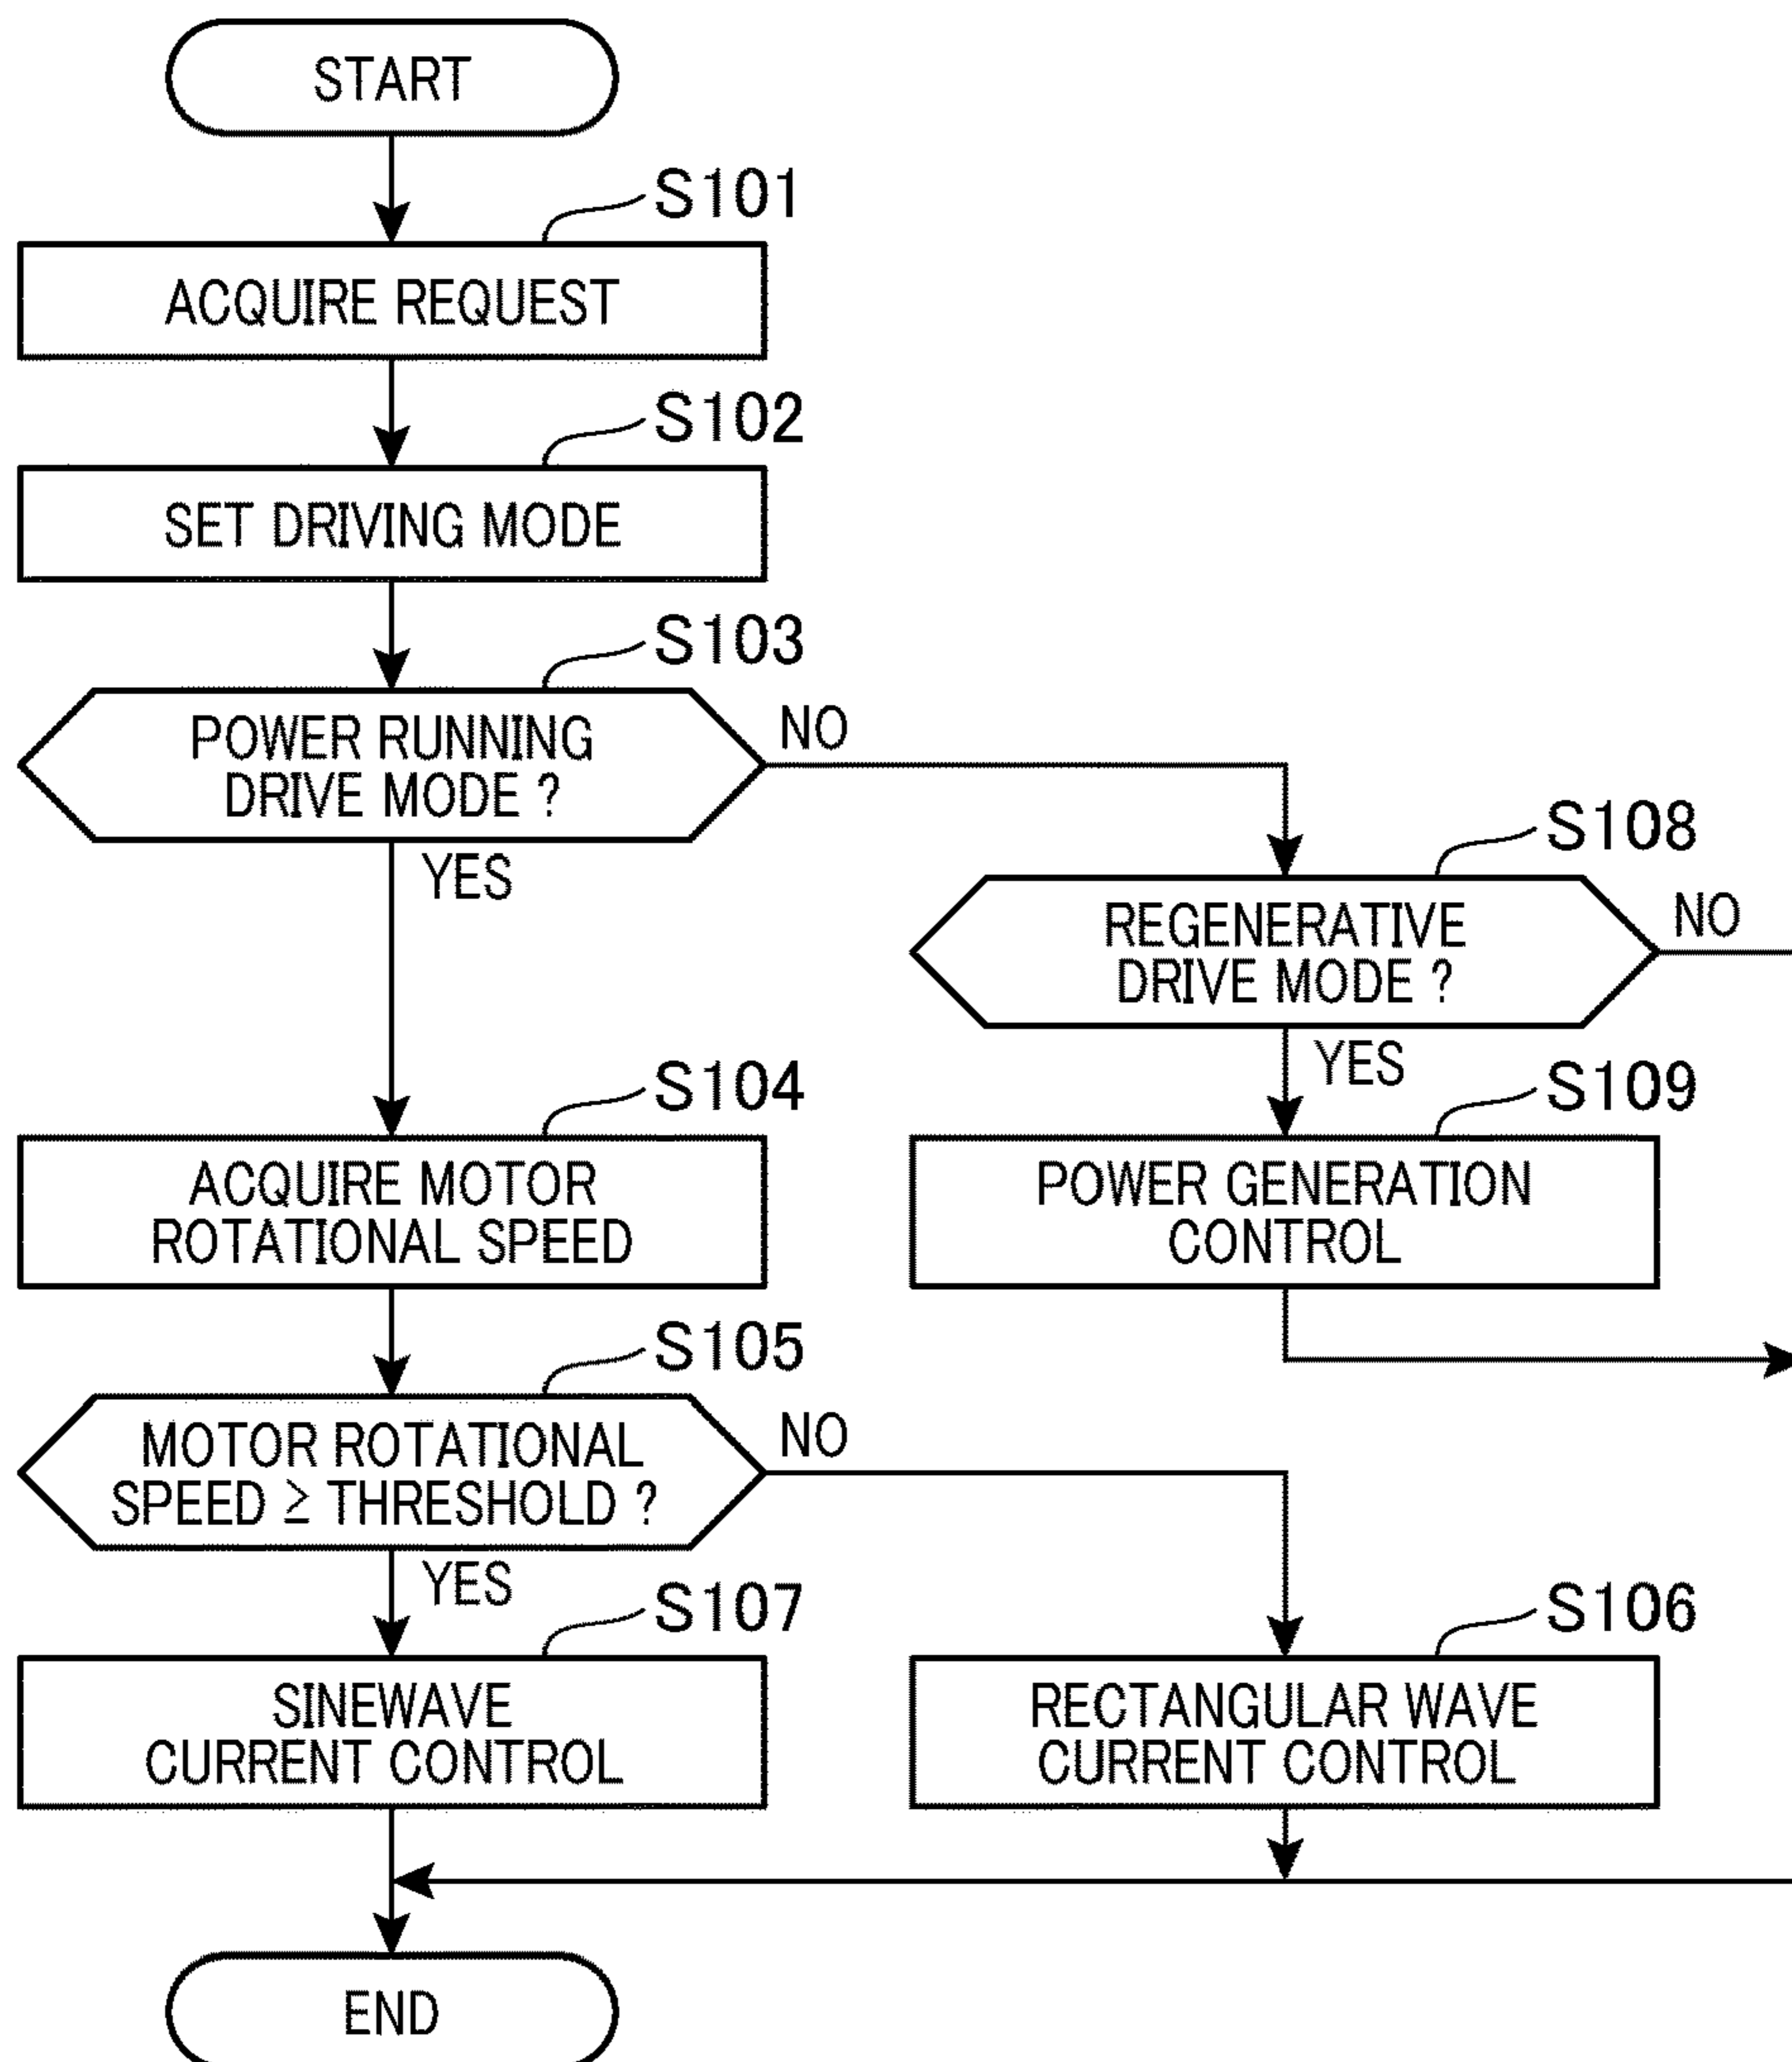 START
S101
ACQUIRE REQUEST
S102
SET DRIVING MODE
S103
POWER RUNNING
DRIVE MODE ?
NO
YES
S108
REGENERATIVE
DRIVE MODE ?
NO
YES
S104
ACQUIRE MOTOR
ROTATIONAL SPEED
S109
POWER GENERATION
CONTROL
S105
MOTOR ROTATIONAL
SPEED ≥ THRESHOLD ?
NO
YES
S107
SINEWAVE
CURRENT CONTROL
S106
RECTANGULAR WAVE
CURRENT CONTROL
END